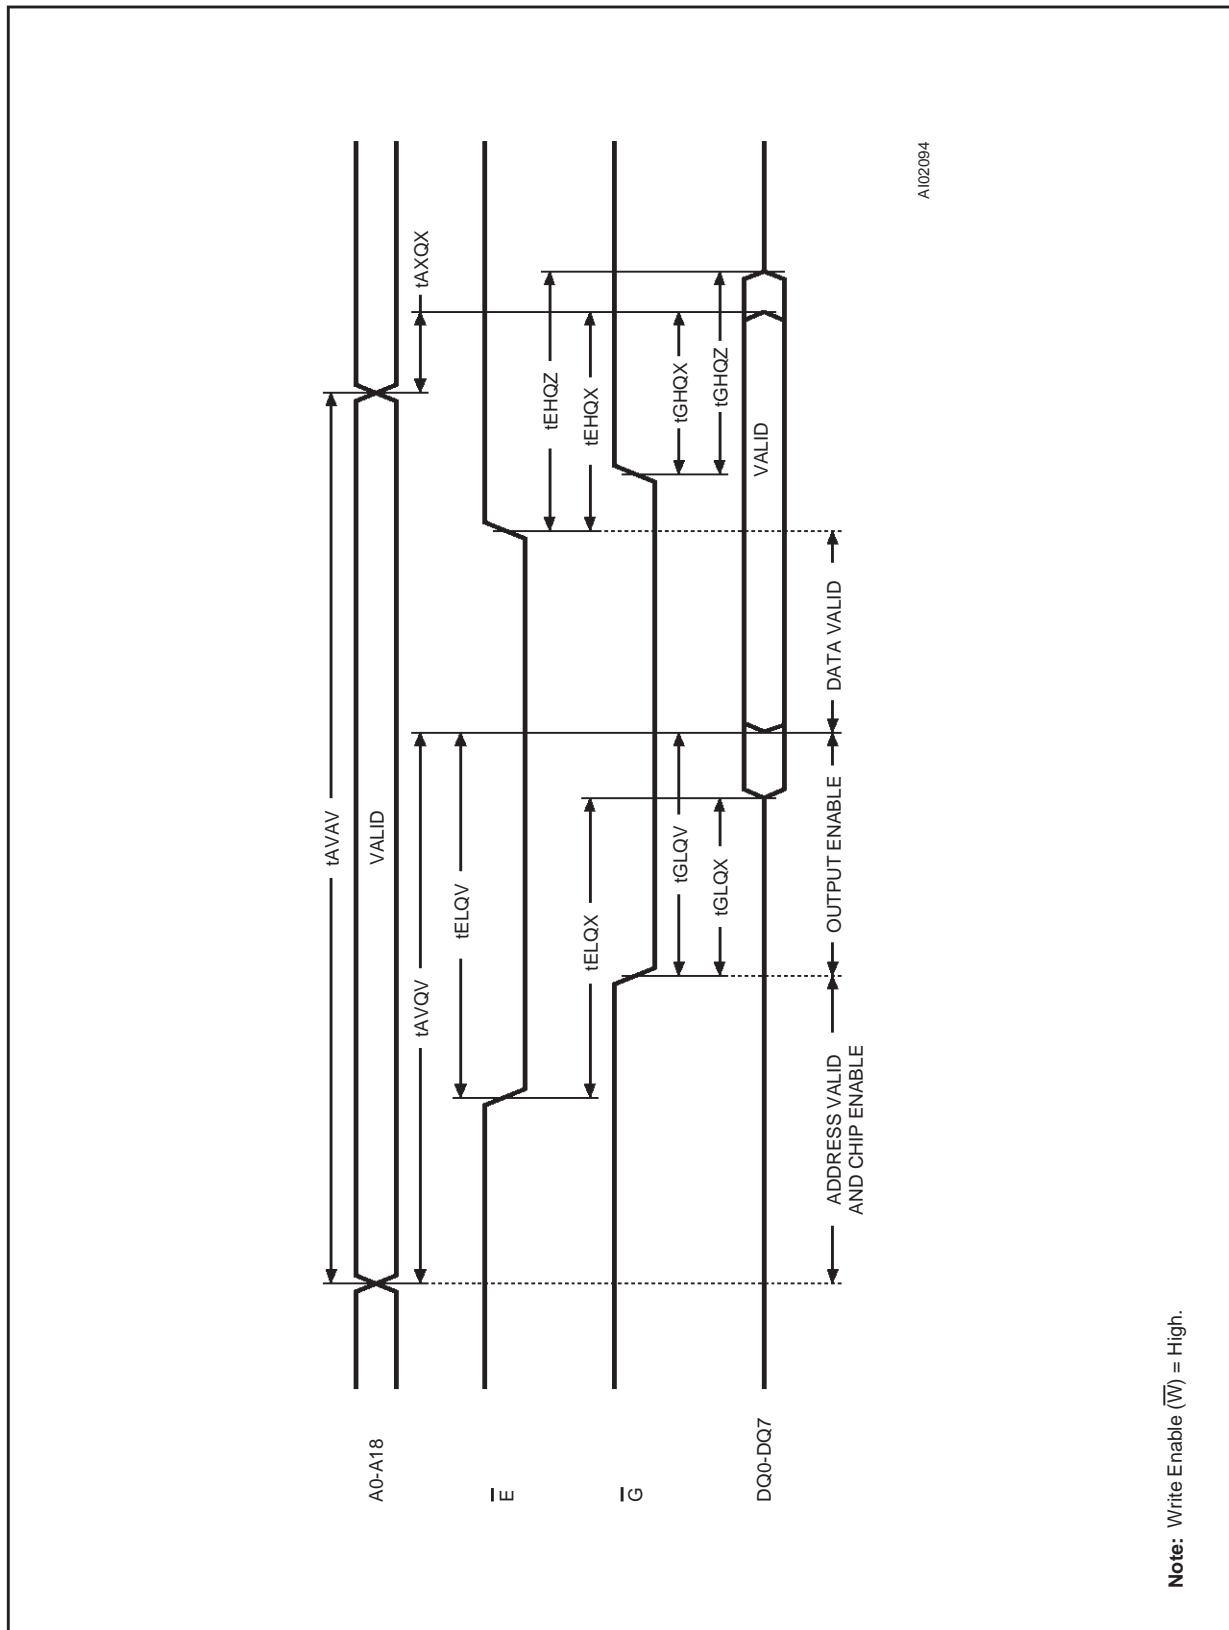 tAVAV
A0-A18
VALID
tAVQV
tAXQX
tELQV
E̅
tEHQZ
tELQX
tEHQX
G̅
tGLQV
tGHQX
tGLQX
tGHQZ
DQ0-DQ7
VALID
ADDRESS VALID
AND CHIP ENABLE
OUTPUT ENABLE
DATA VALID
AI02094
Note: Write Enable (W̅) = High.